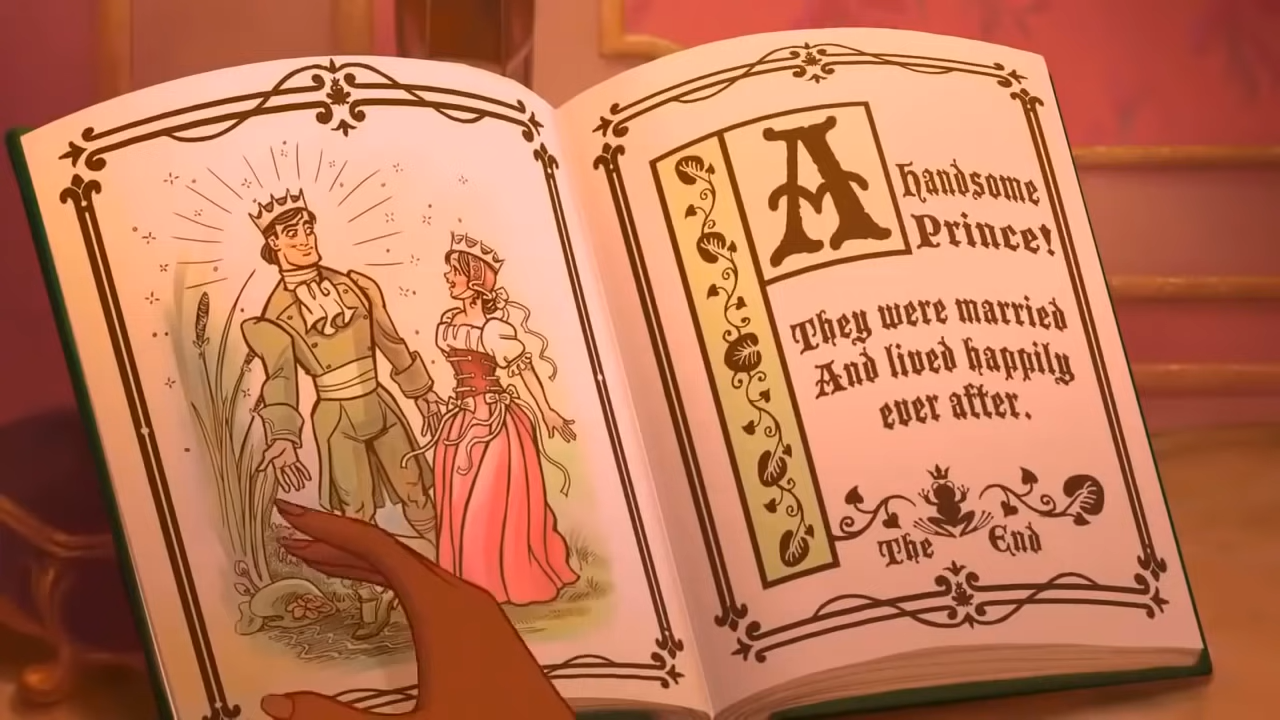 A handsome
Prince!
They were married
And lived happily
ever after.
The End